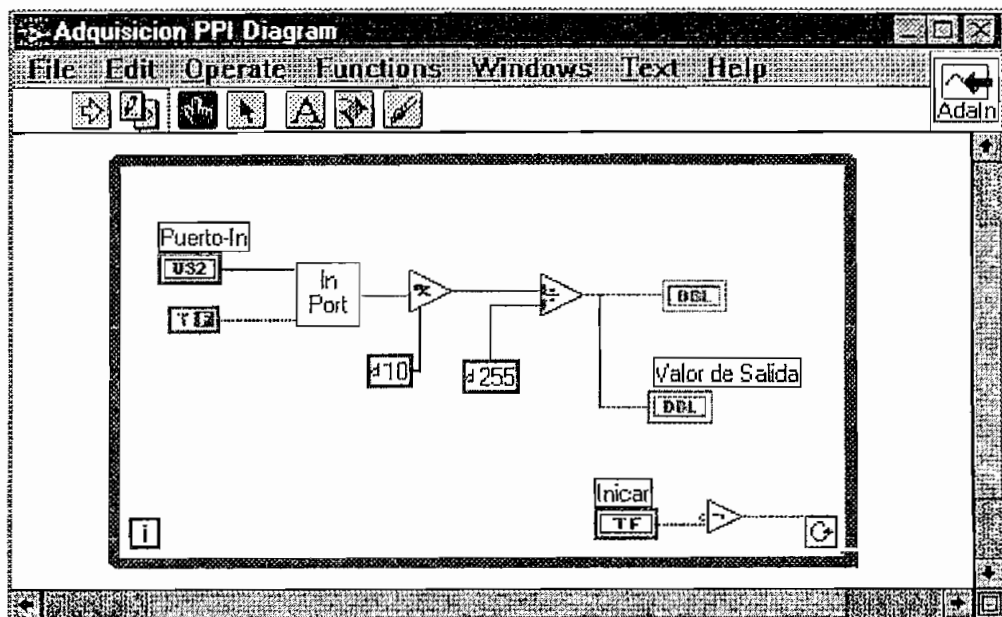 Adquisicion PPI Diagram
File Edit Operate Functions Windows Text Help
A
AdaIn
Puerto-In
U32
In
Port
T F
DBL
d 10
d 255
Valor de Salida
DBL
Inicar
TF
i